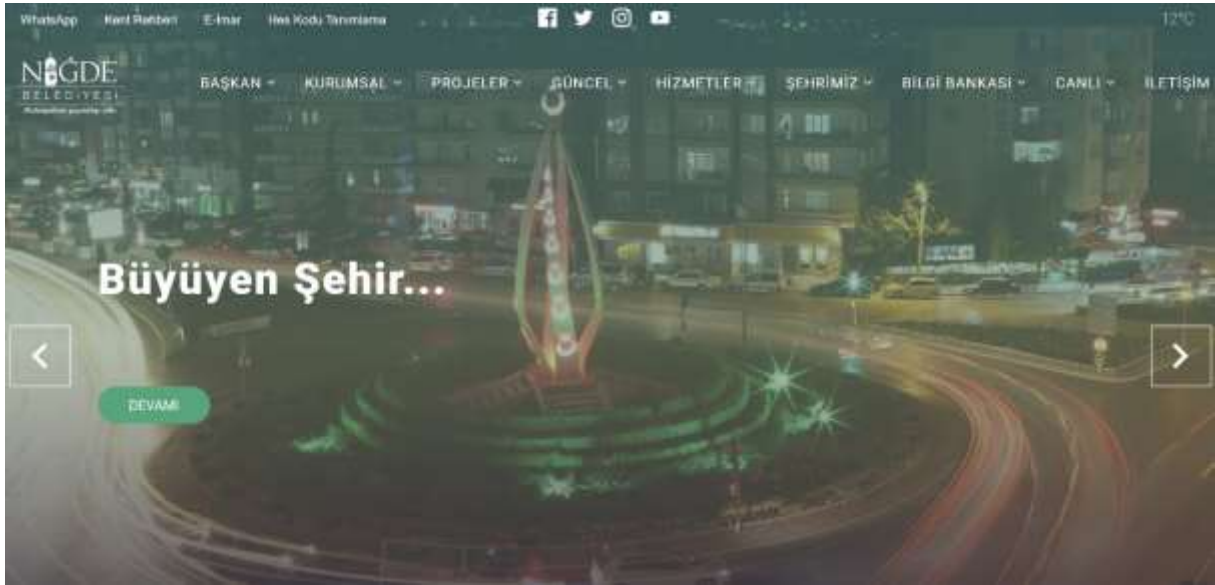 WhatsApp Kent Rehberi E-İmar Hes Kodu Tanımlama 12°C
NİĞDE
BELEDİYESİ
BAŞKAN KURUMSAL PROJELER GÜNCEL HİZMETLER ŞEHRİMİZ BİLGİ BANKASI CANLI İLETİŞİM
Büyüyen Şehir...
DEVAMI